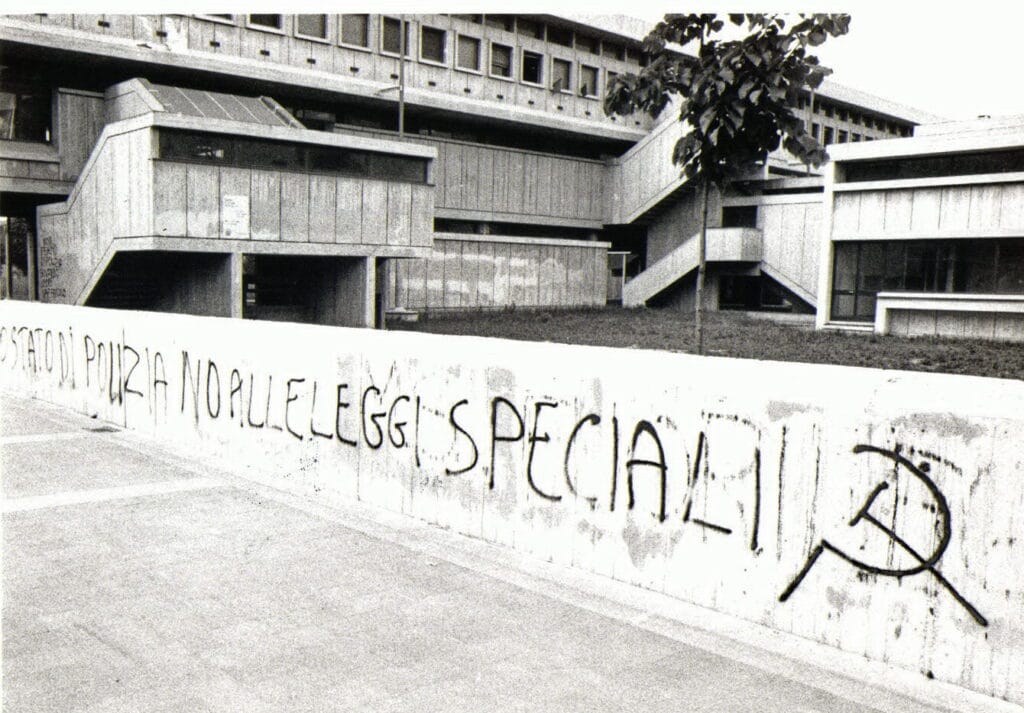 STATO DI POLIZIA NO ALLE LEGGI SPECIALI